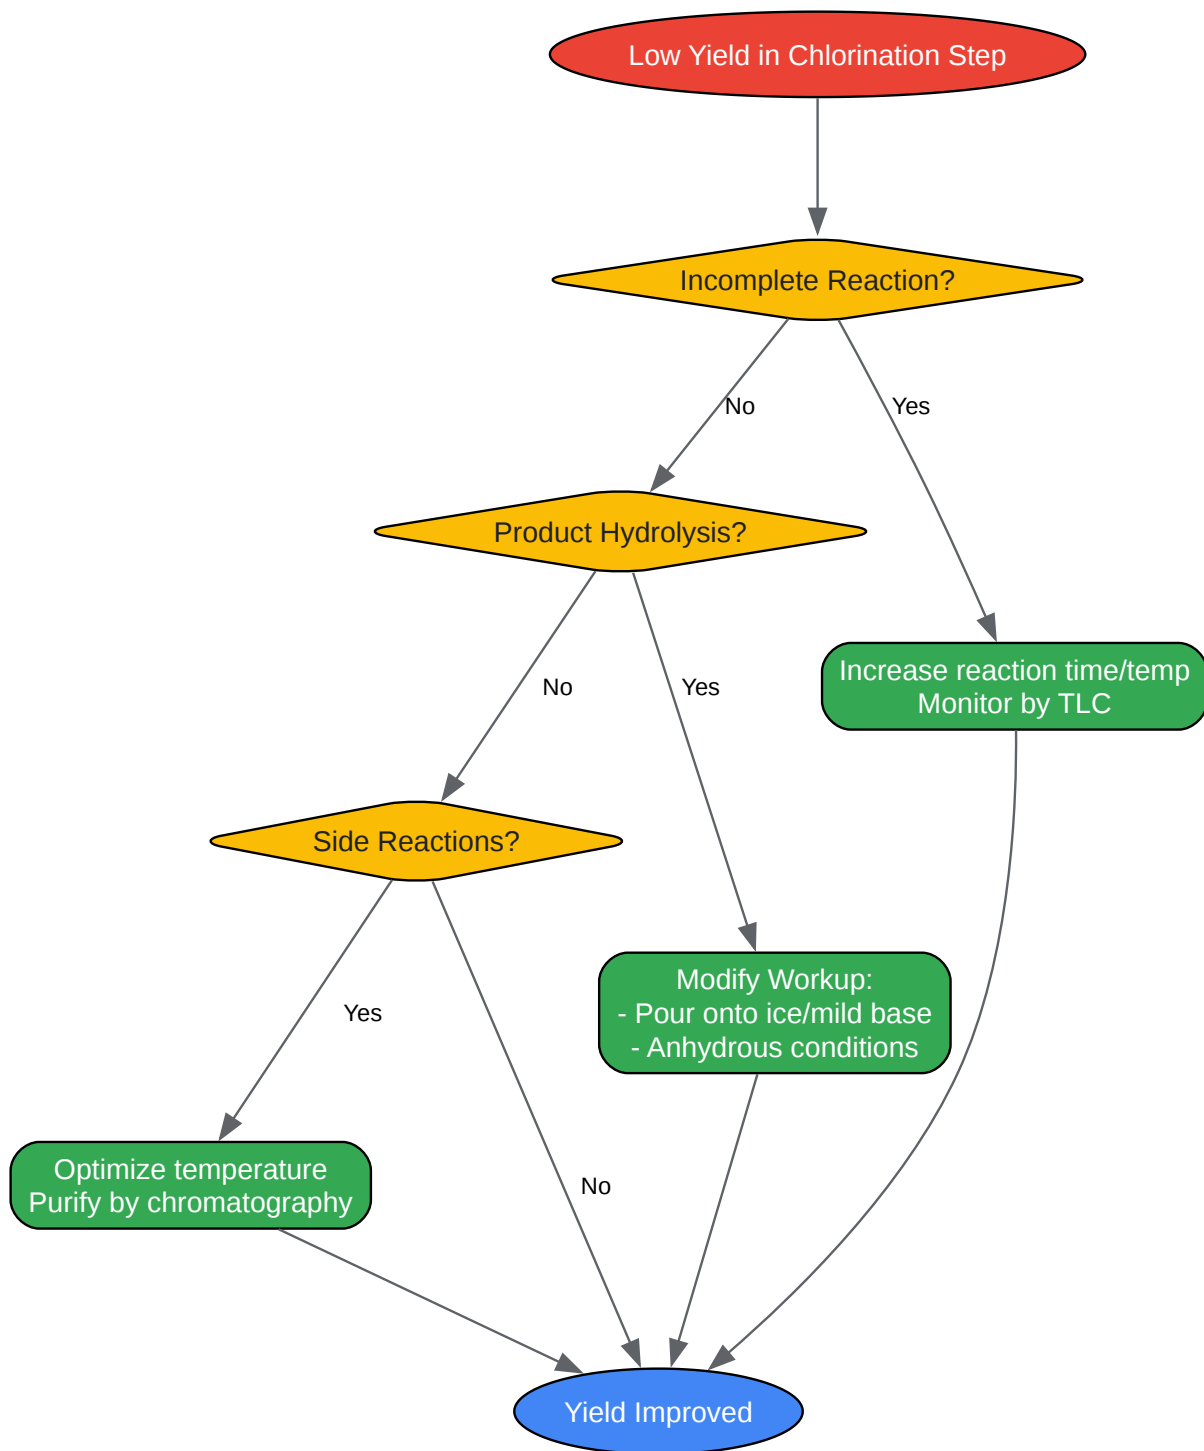 Low Yield in Chlorination Step
Incomplete Reaction?
No
Yes
Product Hydrolysis?
No
Yes
Increase reaction time/temp
Monitor by TLC
Side Reactions?
Modify Workup:
- Pour onto ice/mild base
- Anhydrous conditions
Yes
Optimize temperature
Purify by chromatography
No
Yield Improved